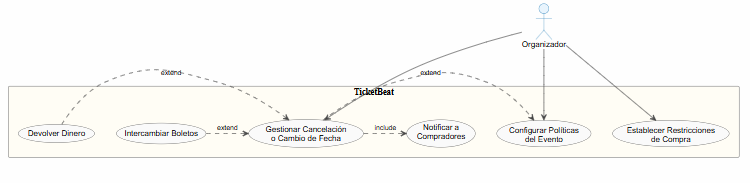 Organizador
extend
extend
TicketBeat
Devolver Dinero
Intercambiar Boletos
extend
Gestionar Cancelación
o Cambio de Fecha
include
Notificar a
Compradores
Configurar Políticas
del Evento
Establecer Restricciones
de Compra